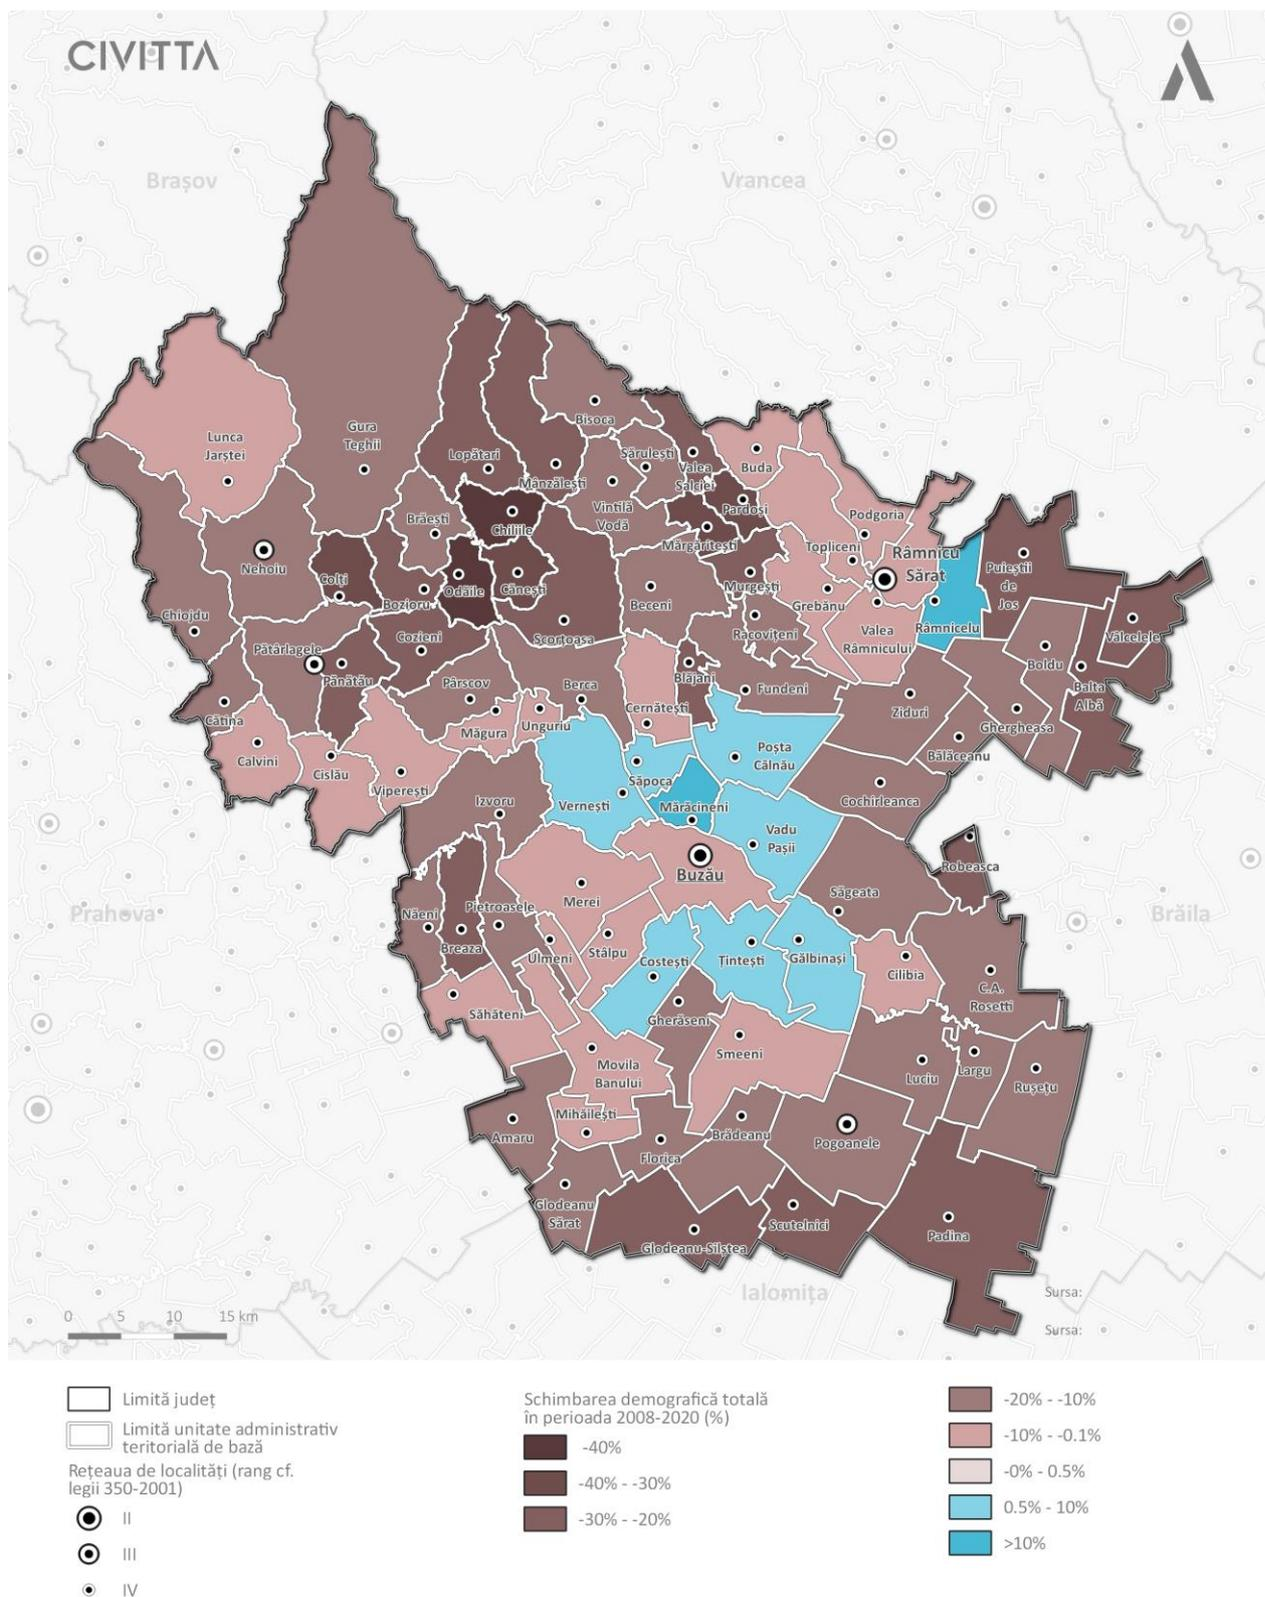 CIVITTA
Brașov
Vrancea
Bisoca
Lunca
Jarștei
Gura
Teghii
Lopătari
Sărulești
Valea
Salciei
Buda
Mânzălești
Vintilă
Vodă
Pardoși
Podgoria
Brăești
Chiliile
Mărgăritești
Topliceni
Râmnicu
Sărat
Nehoiu
Colți
Bozioru
Odăile
Cănești
Beceni
Murgești
Grebănu
Puieștii
de
Jos
Chiojdu
Cozieni
Scorțoasa
Racovițeni
Valea
Râmnicului
Râmnicelu
Vâlcelele
Pătârlagele
Pănătău
Pârscov
Berca
Blăjani
Fundeni
Boldu
Balta
Albă
Cătina
Măgura
Unguriu
Cernătești
Ziduri
Ghergheasa
Calvini
Cislău
Viperești
Poșta
Câlnău
Bălăceanu
Izvoru
Vernești
Săpoca
Mărăcineni
Cochirleanca
Vadu
Pașii
Buzău
Robeasca
Prahova
Năeni
Pietroasele
Merei
Săgeata
Brăila
Breaza
Ulmeni
Stâlpu
Costești
Țintești
Gălbinași
Cilibia
C.A.
Rosetti
Săhăteni
Gherăseni
Smeeni
Movila
Banului
Luciu
Largu
Rușețu
Mihăilești
Amaru
Florica
Brădeanu
Pogoanele
Glodeanu
Sărat
Glodeanu-Silștea
Scutelnici
Padina
Ialomița
Sursa:
Sursa:
0 5 10 15 km
Limită județ
Limită unitate administrativ
teritorială de bază
Rețeaua de localități (rang cf.
legii 350-2001)
II
III
IV
Schimbarea demografică totală
în perioada 2008-2020 (%)
-40%
-40% - -30%
-30% - -20%
-20% - -10%
-10% - -0.1%
-0% - 0.5%
0.5% - 10%
>10%